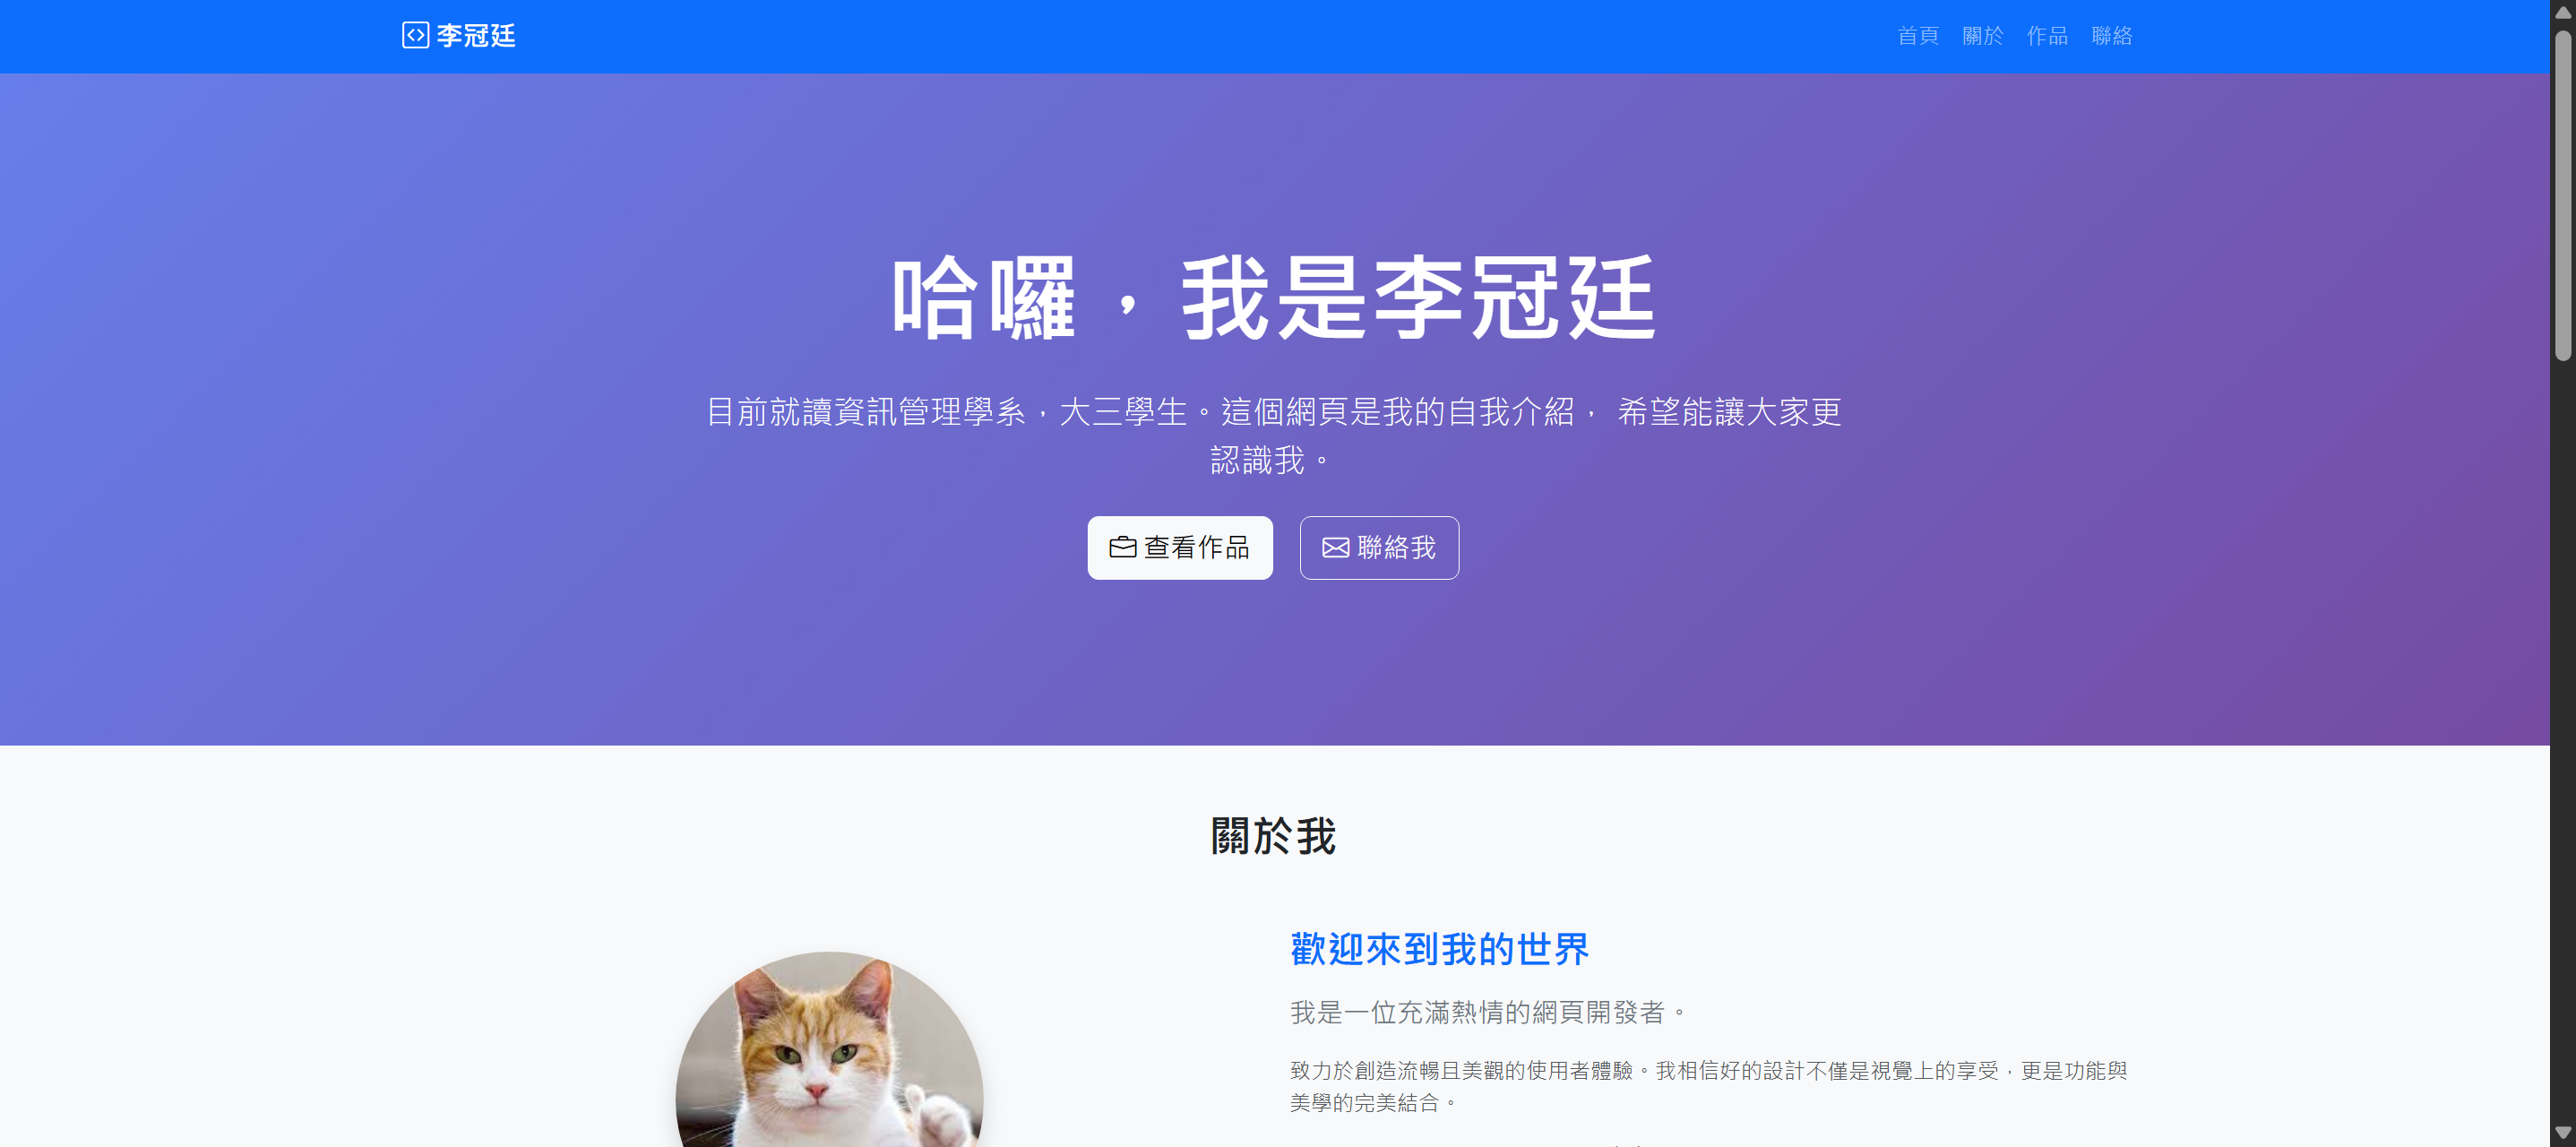 李冠廷
首頁 關於 作品 聯絡
哈囉，我是李冠廷
目前就讀資訊管理學系，大三學生。這個網頁是我的自我介紹， 希望能讓大家更
認識我。
查看作品 聯絡我
關於我
歡迎來到我的世界
我是一位充滿熱情的網頁開發者。
致力於創造流暢且美觀的使用者體驗。我相信好的設計不僅是視覺上的享受，更是功能與
美學的完美結合。